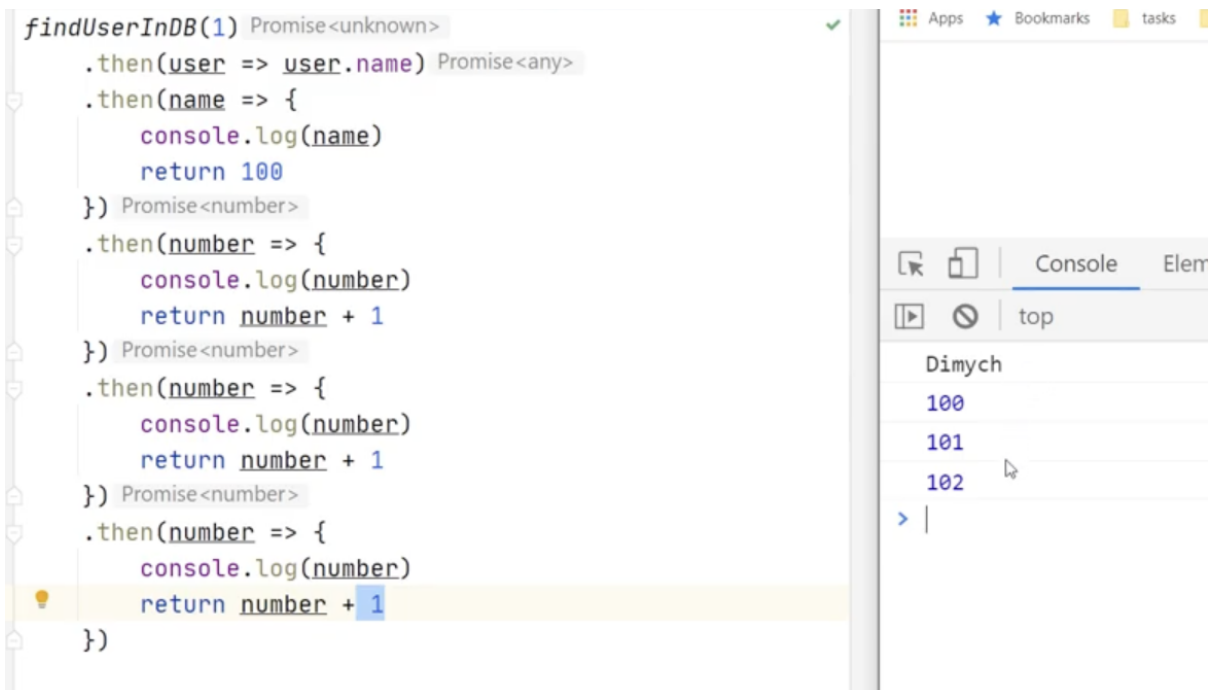 findUserInDB(1) Promise<unknown>
.then(user => user.name) Promise<any>
.then(name => {
console.log(name)
return 100
}) Promise<number>
.then(number => {
console.log(number)
return number + 1
}) Promise<number>
.then(number => {
console.log(number)
return number + 1
}) Promise<number>
.then(number => {
console.log(number)
return number + 1
})
Apps Bookmarks tasks
Console Elem
top
Dimych
100
101
102
>